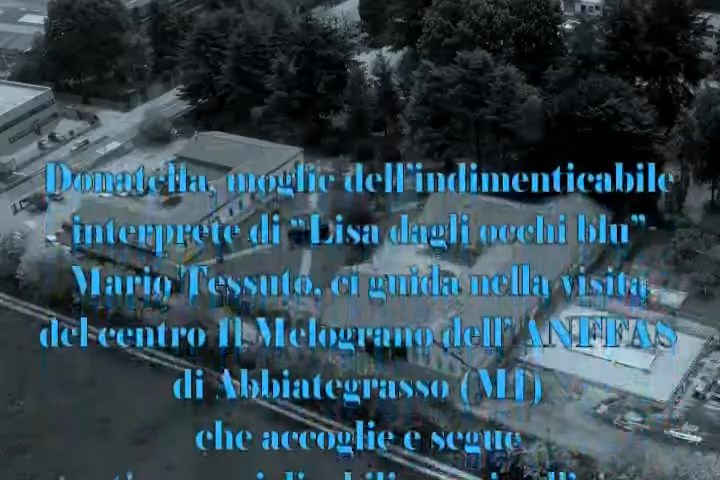 Donatella, moglie dell'indimenticabile
interprete di "Lisa dagli occhi blu"
Mario Tessuto, ci guida nella visita
del centro Il Melograno dell' ANFFAS
di Abbiategrasso (MI)
che accoglie e segue